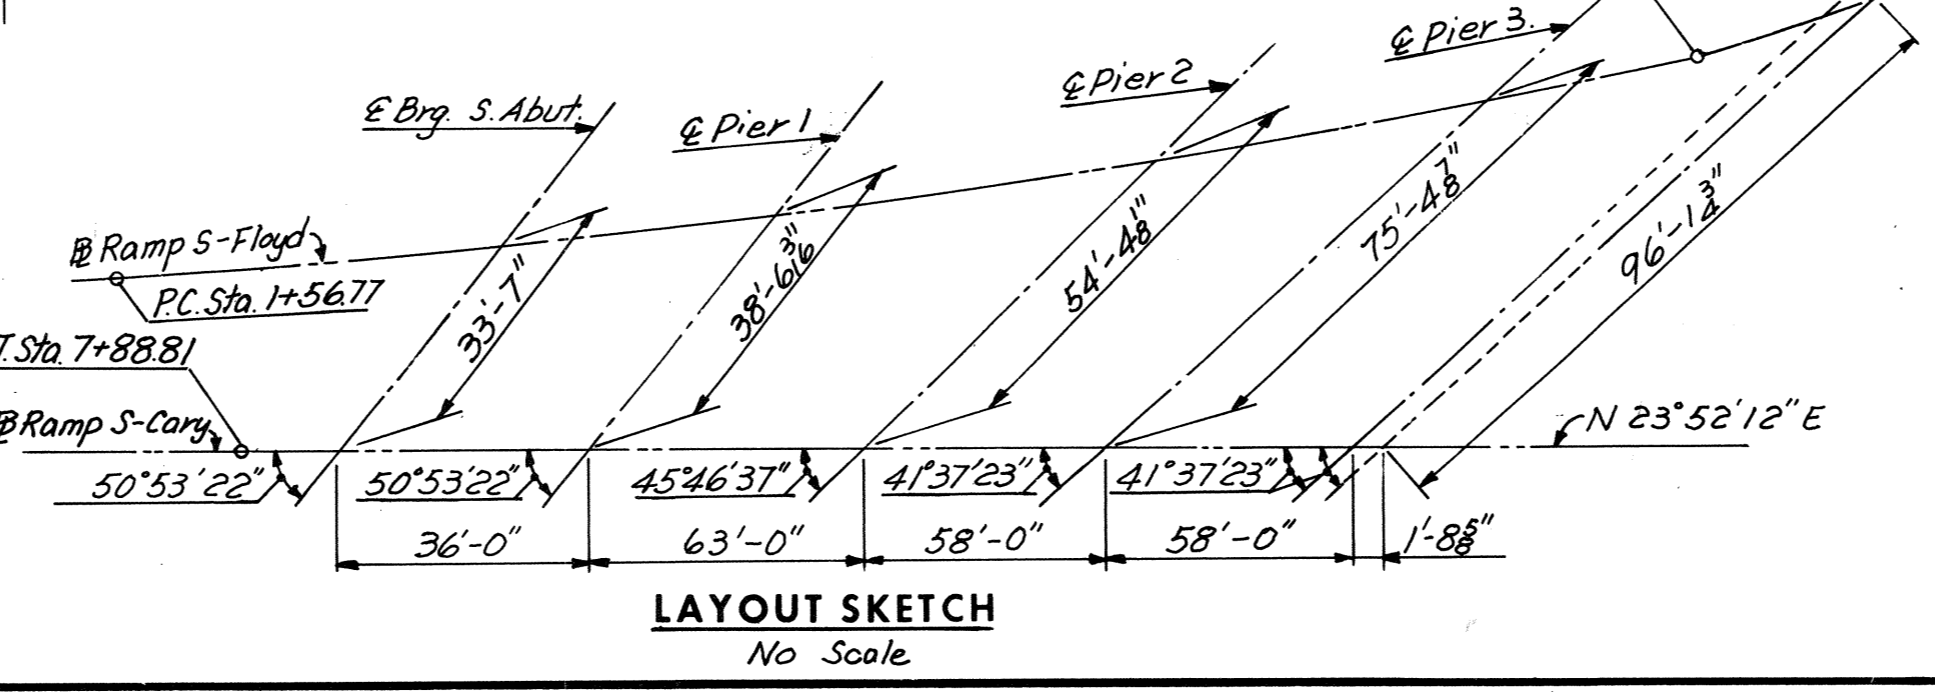 ℄ Pier 3.
℄ Pier 2
℄ Brg. S. Abut.
℄ Pier 1
75'-4 7/8"
96'-1 3/4"
54'-4 1/8"
38'-6 3/16"
33'-7"
Ramp S-Floyd
P.C. Sta. 1+56.77
T. Sta. 7+88.81
Ramp S-Cary
N 23°52'12" E
50°53'22"
50°53'22"
45°46'37"
41°37'23"
41°37'23"
36'-0"
63'-0"
58'-0"
58'-0"
1'-8 5/8"
LAYOUT SKETCH
No Scale